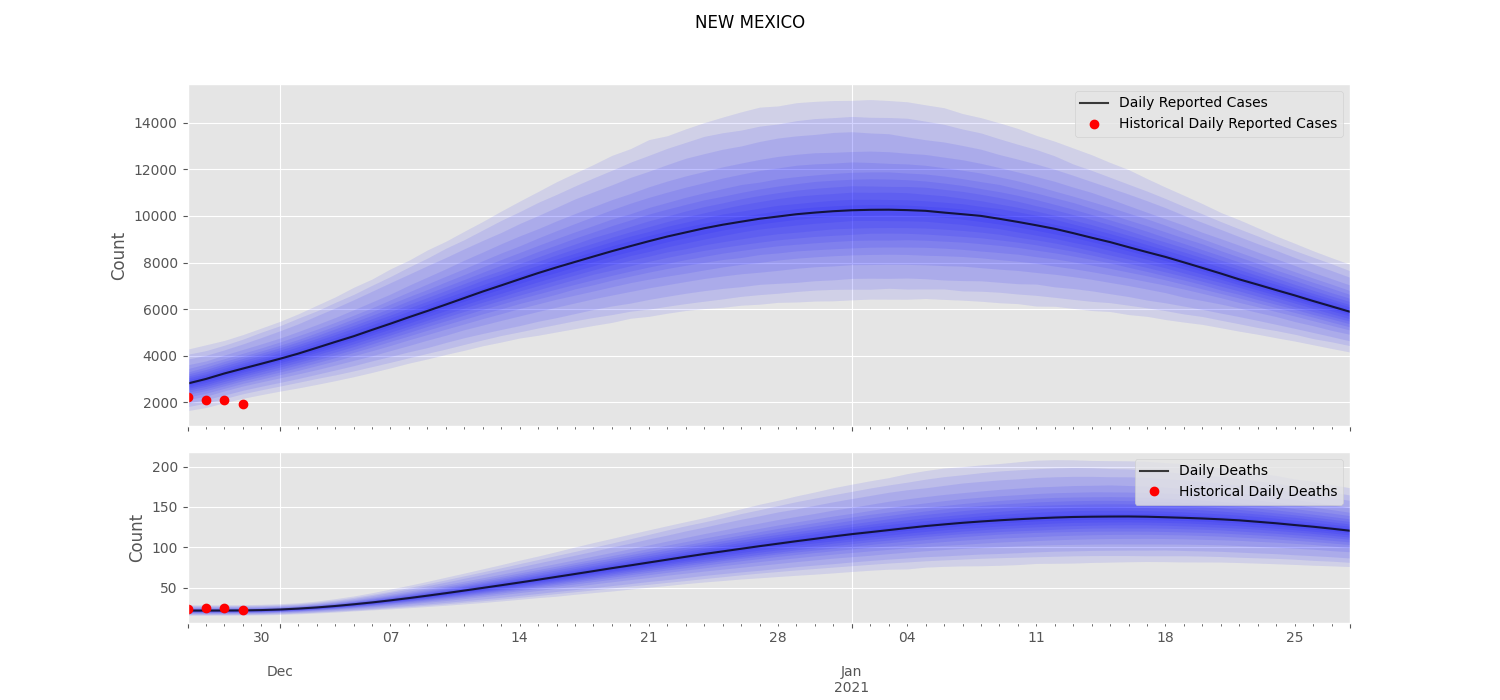 NEW MEXICO
Count
14000
12000
10000
8000
6000
4000
2000
Daily Reported Cases
Historical Daily Reported Cases
Count
200
150
100
50
Daily Deaths
Historical Daily Deaths
30 07 14 21 28 04 11 18 25
Dec Jan
2021